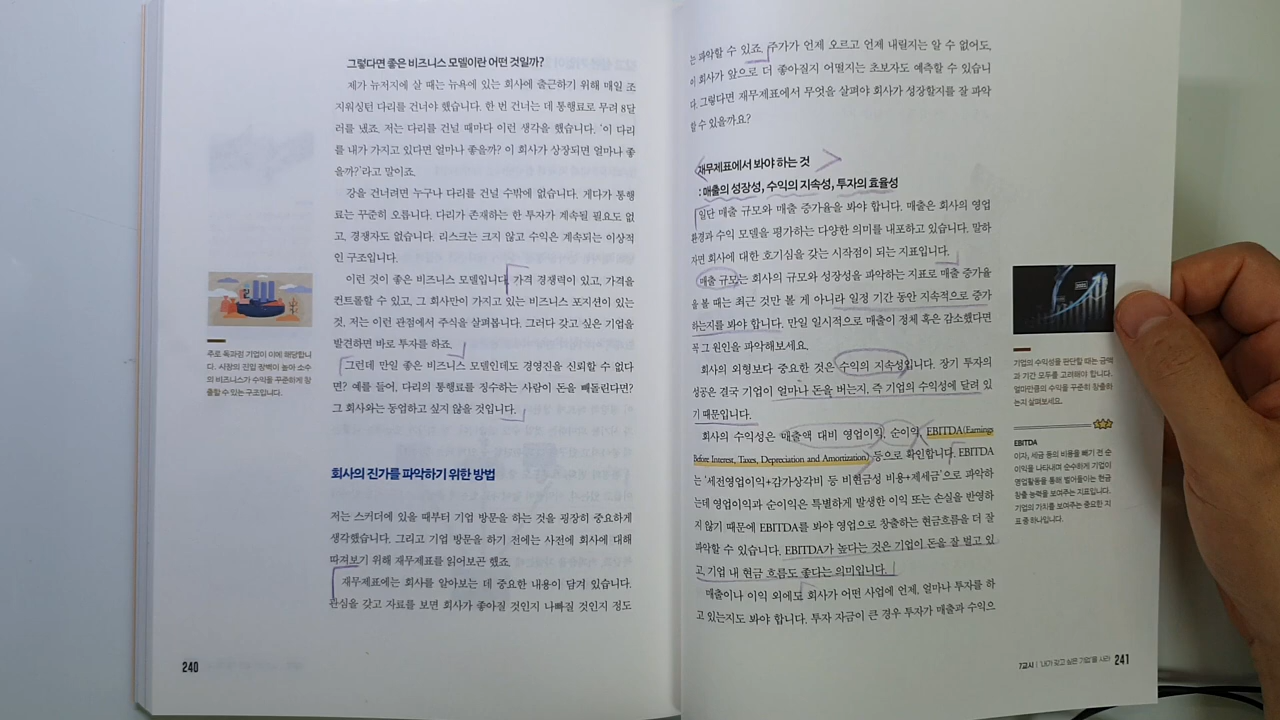 그렇다면 좋은 비즈니스 모델이란 어떤 것일까?
제가 뉴저지에 살 때는 뉴욕에 있는 회사에 출근하기 위해 매일 조
지워싱턴 다리를 건너야 했습니다. 한 번 건너는 데 통행료로 무려 8달
러를 냈죠. 저는 다리를 건널 때마다 이런 생각을 했습니다. ‘이 다리
를 내가 가지고 있다면 얼마나 좋을까? 이 회사가 상장되면 얼마나 좋
을까?’라고 말이죠.
강을 건너려면 누구나 다리를 건널 수밖에 없습니다. 게다가 통행
료는 꾸준히 오릅니다. 다리가 존재하는 한 투자가 계속될 필요도 없
고, 경쟁자도 없습니다. 리스크는 크지 않고 수익은 계속되는 이상적
인 구조입니다.
이런 것이 좋은 비즈니스 모델입니다. 가격 경쟁력이 있고, 가격을
컨트롤할 수 있고, 그 회사만이 가지고 있는 비즈니스 포지션이 있는
것, 저는 이런 관점에서 주식을 살펴봅니다. 그러다 갖고 싶은 기업을
발견하면 바로 투자를 하죠.
그런데 만일 좋은 비즈니스 모델인데도 경영진을 신뢰할 수 없다
면? 예를 들어, 다리의 통행료를 징수하는 사람이 돈을 빼돌린다면?
그 회사와는 동업하고 싶지 않을 것입니다.
주로 독과점 기업이 이에 해당합니
다. 시장의 진입 장벽이 높아 소수
의 비즈니스가 수익을 꾸준하게 창
출할 수 있는 구조입니다.
회사의 진가를 파악하기 위한 방법
저는 스커더에 있을 때부터 기업 방문을 하는 것을 굉장히 중요하게
생각했습니다. 그리고 기업 방문을 하기 전에는 사전에 회사에 대해
따져보기 위해 재무제표를 읽어보곤 했죠.
재무제표에는 회사를 알아보는 데 중요한 내용이 담겨 있습니다.
관심을 갖고 자료를 보면 회사가 좋아질 것인지 나빠질 것인지 정도
240
는 파악할 수 있죠. 주가가 언제 오르고 언제 내릴지는 알 수 없어도,
이 회사가 앞으로 더 좋아질지 어떨지는 초보자도 예측할 수 있습니
다. 그렇다면 재무제표에서 무엇을 살펴야 회사가 성장할지를 잘 파악
할 수 있을까요?
재무제표에서 봐야 하는 것
: 매출의 성장성, 수익의 지속성, 투자의 효율성
일단 매출 규모와 매출 증가율을 봐야 합니다. 매출은 회사의 영업
환경과 수익 모델을 평가하는 다양한 의미를 내포하고 있습니다. 말하
자면 회사에 대한 호기심을 갖는 시작점이 되는 지표입니다.
매출 규모는 회사의 규모와 성장성을 파악하는 지표로 매출 증가율
을 볼 때는 최근 것만 볼 게 아니라 일정 기간 동안 지속적으로 증가
하는지를 봐야 합니다. 만일 일시적으로 매출이 정체 혹은 감소했다면
꼭 그 원인을 파악해보세요.
회사의 외형보다 중요한 것은 수익의 지속성입니다. 장기 투자의
성공은 결국 기업이 얼마나 돈을 버는지, 즉 기업의 수익성에 달려 있
기 때문입니다.
회사의 수익성은 매출액 대비 영업이익, 순이익, EBITDA(Earnings
Before Interest, Taxes, Depreciation and Amortization) 등으로 확인합니다. EBITDA
는 ‘세전영업이익+감가상각비 등 비현금성 비용+제세금’으로 파악하
는데 영업이익과 순이익은 특별하게 발생한 이익 또는 손실을 반영하
지 않기 때문에 EBITDA를 봐야 영업으로 창출하는 현금흐름을 더 잘
파악할 수 있습니다. EBITDA가 높다는 것은 기업이 돈을 잘 벌고 있
고, 기업 내 현금 흐름도 좋다는 의미입니다.
매출이나 이익 외에도 회사가 어떤 사업에 언제, 얼마나 투자를 하
고 있는지도 봐야 합니다. 투자 자금이 큰 경우 투자가 매출과 수익으
기업의 수익성을 판단할 때는 금액
과 기간 모두를 고려해야 합니다.
얼마만큼의 수익을 꾸준히 창출하
는지 살펴보세요.
EBITDA
이자, 세금 등의 비용을 빼기 전 순
이익을 나타내며 순수하게 기업이
영업활동을 통해 벌어들이는 현금
창출 능력을 보여주는 지표입니다.
기업의 가치를 보여주는 중요한 지
표 중 하나입니다.
7교시 | ‘내가 갖고 싶은 기업’을 사라 241